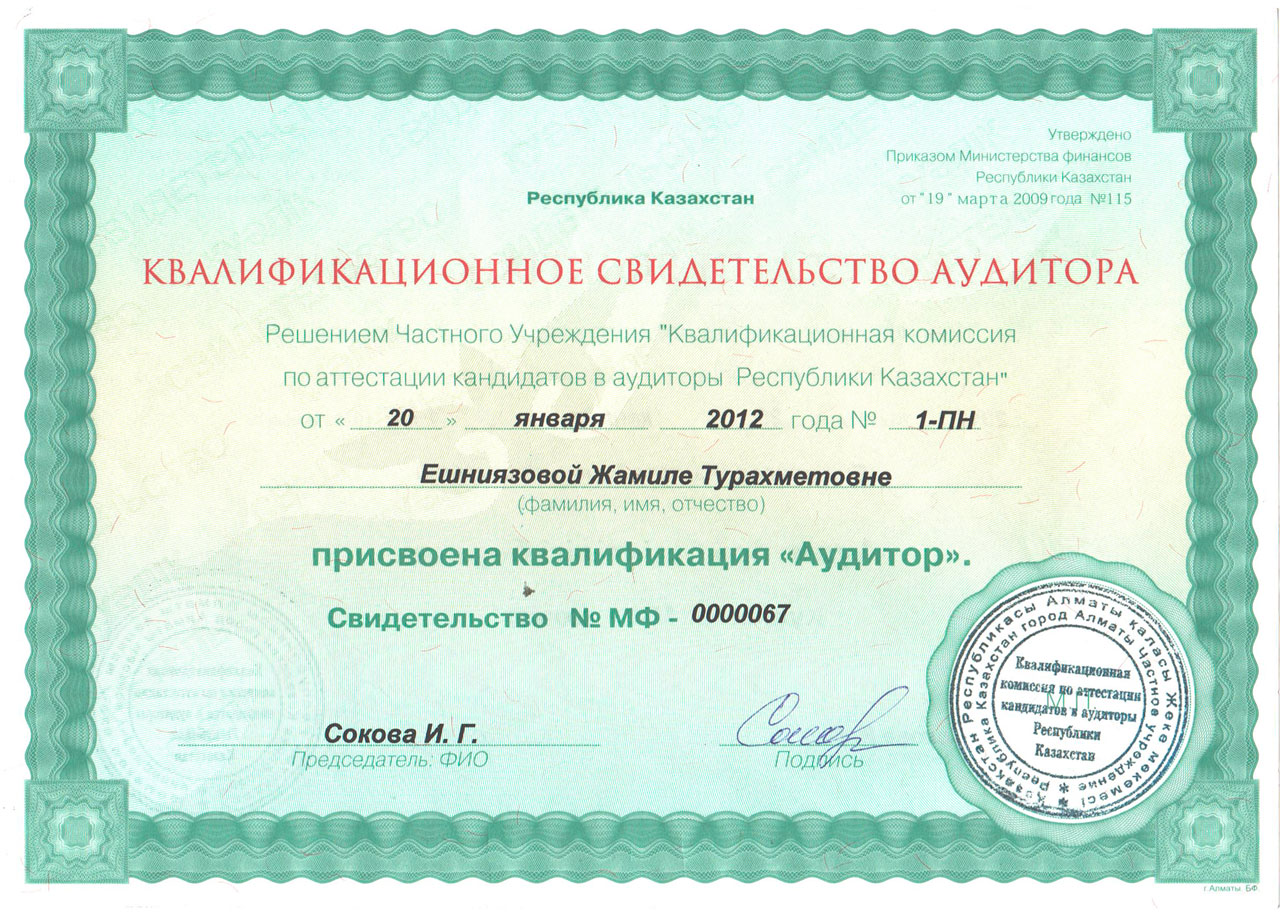 Утверждено
Приказом Министерства финансов
Республики Казахстан
от "19" марта 2009 года №115
Республика Казахстан
КВАЛИФИКАЦИОННОЕ СВИДЕТЕЛЬСТВО АУДИТОРА
Решением Частного Учреждения "Квалификационная комиссия
по аттестации кандидатов в аудиторы Республики Казахстан"
от « 20 » января 2012 года № 1-ПН
Ешниязовой Жамиле Турахметовне
(фамилия, имя, отчество)
присвоена квалификация «Аудитор».
Свидетельство № МФ - 0000067
Қазақстан Республикасы Алматы қаласы Жеке мекемесі
Республика Казахстан город Алматы Частное учреждение
Квалификационная
комиссия по аттестации
кандидатов в аудиторы
Республики
Казахстан
М.П.
Сокова И. Г.
Председатель: ФИО
Подпись
г.Алматы. БФ